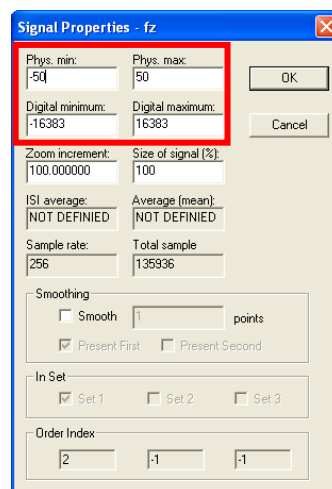 Signal Properties - fz
Phys. min: Phys. max:
-50 50
OK
Digital minimum: Digital maximum:
-16383 16383
Cancel
Zoom increment: Size of signal (%):
100.000000 100
ISI average: Average (mean):
NOT DEFINIED NOT DEFINIED
Sample rate: Total sample
256 135936
Smoothing
Smooth 1 points
Present First Present Second
In Set
Set 1 Set 2 Set 3
Order Index
2 -1 -1